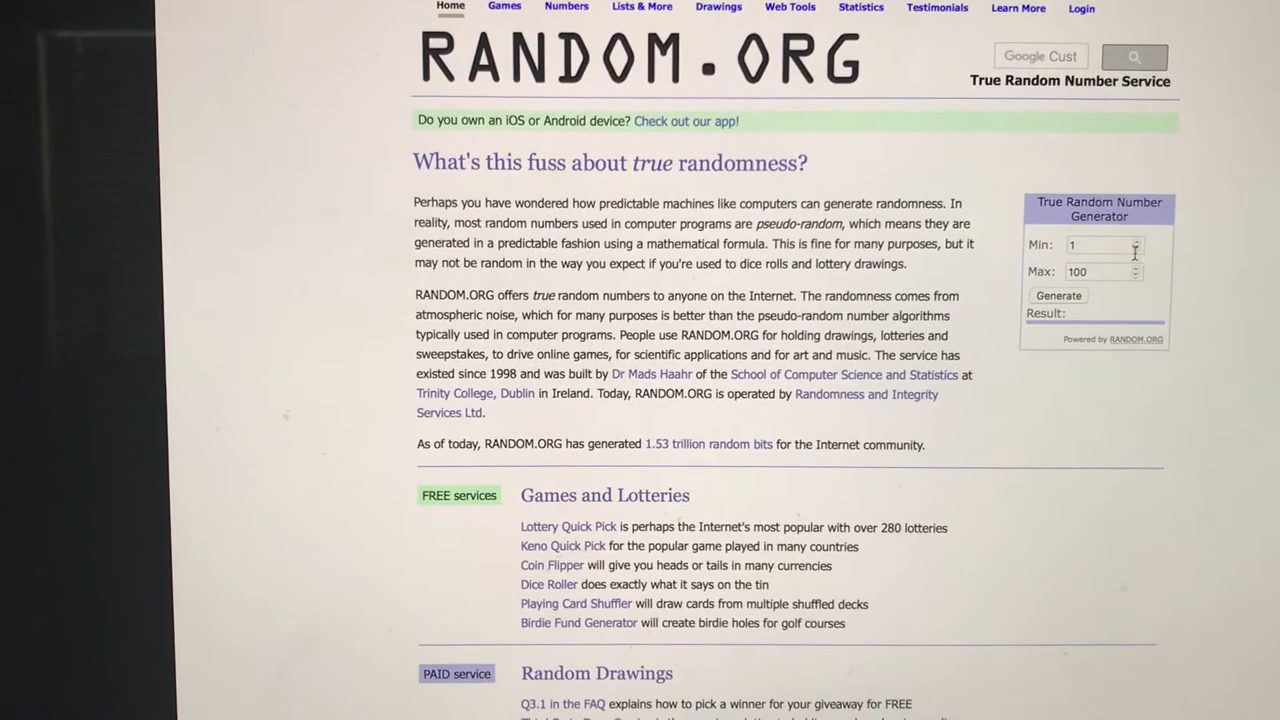 Home Games Numbers Lists & More Drawings Web Tools Statistics Testimonials Learn More Login
RANDOM.ORG
Google Cust
True Random Number Service
Do you own an iOS or Android device? Check out our app!
What's this fuss about true randomness?
Perhaps you have wondered how predictable machines like computers can generate randomness. In
reality, most random numbers used in computer programs are pseudo-random, which means they are
generated in a predictable fashion using a mathematical formula. This is fine for many purposes, but it
may not be random in the way you expect if you're used to dice rolls and lottery drawings.
RANDOM.ORG offers true random numbers to anyone on the Internet. The randomness comes from
atmospheric noise, which for many purposes is better than the pseudo-random number algorithms
typically used in computer programs. People use RANDOM.ORG for holding drawings, lotteries and
sweepstakes, to drive online games, for scientific applications and for art and music. The service has
existed since 1998 and was built by Dr Mads Haahr of the School of Computer Science and Statistics at
Trinity College, Dublin in Ireland. Today, RANDOM.ORG is operated by Randomness and Integrity
Services Ltd.
As of today, RANDOM.ORG has generated 1.53 trillion random bits for the Internet community.
True Random Number
Generator
Min: 1
Max: 100
Generate
Result:
Powered by RANDOM.ORG
FREE services
Games and Lotteries
Lottery Quick Pick is perhaps the Internet's most popular with over 280 lotteries
Keno Quick Pick for the popular game played in many countries
Coin Flipper will give you heads or tails in many currencies
Dice Roller does exactly what it says on the tin
Playing Card Shuffler will draw cards from multiple shuffled decks
Birdie Fund Generator will create birdie holes for golf courses
PAID service
Random Drawings
Q3.1 in the FAQ explains how to pick a winner for your giveaway for FREE